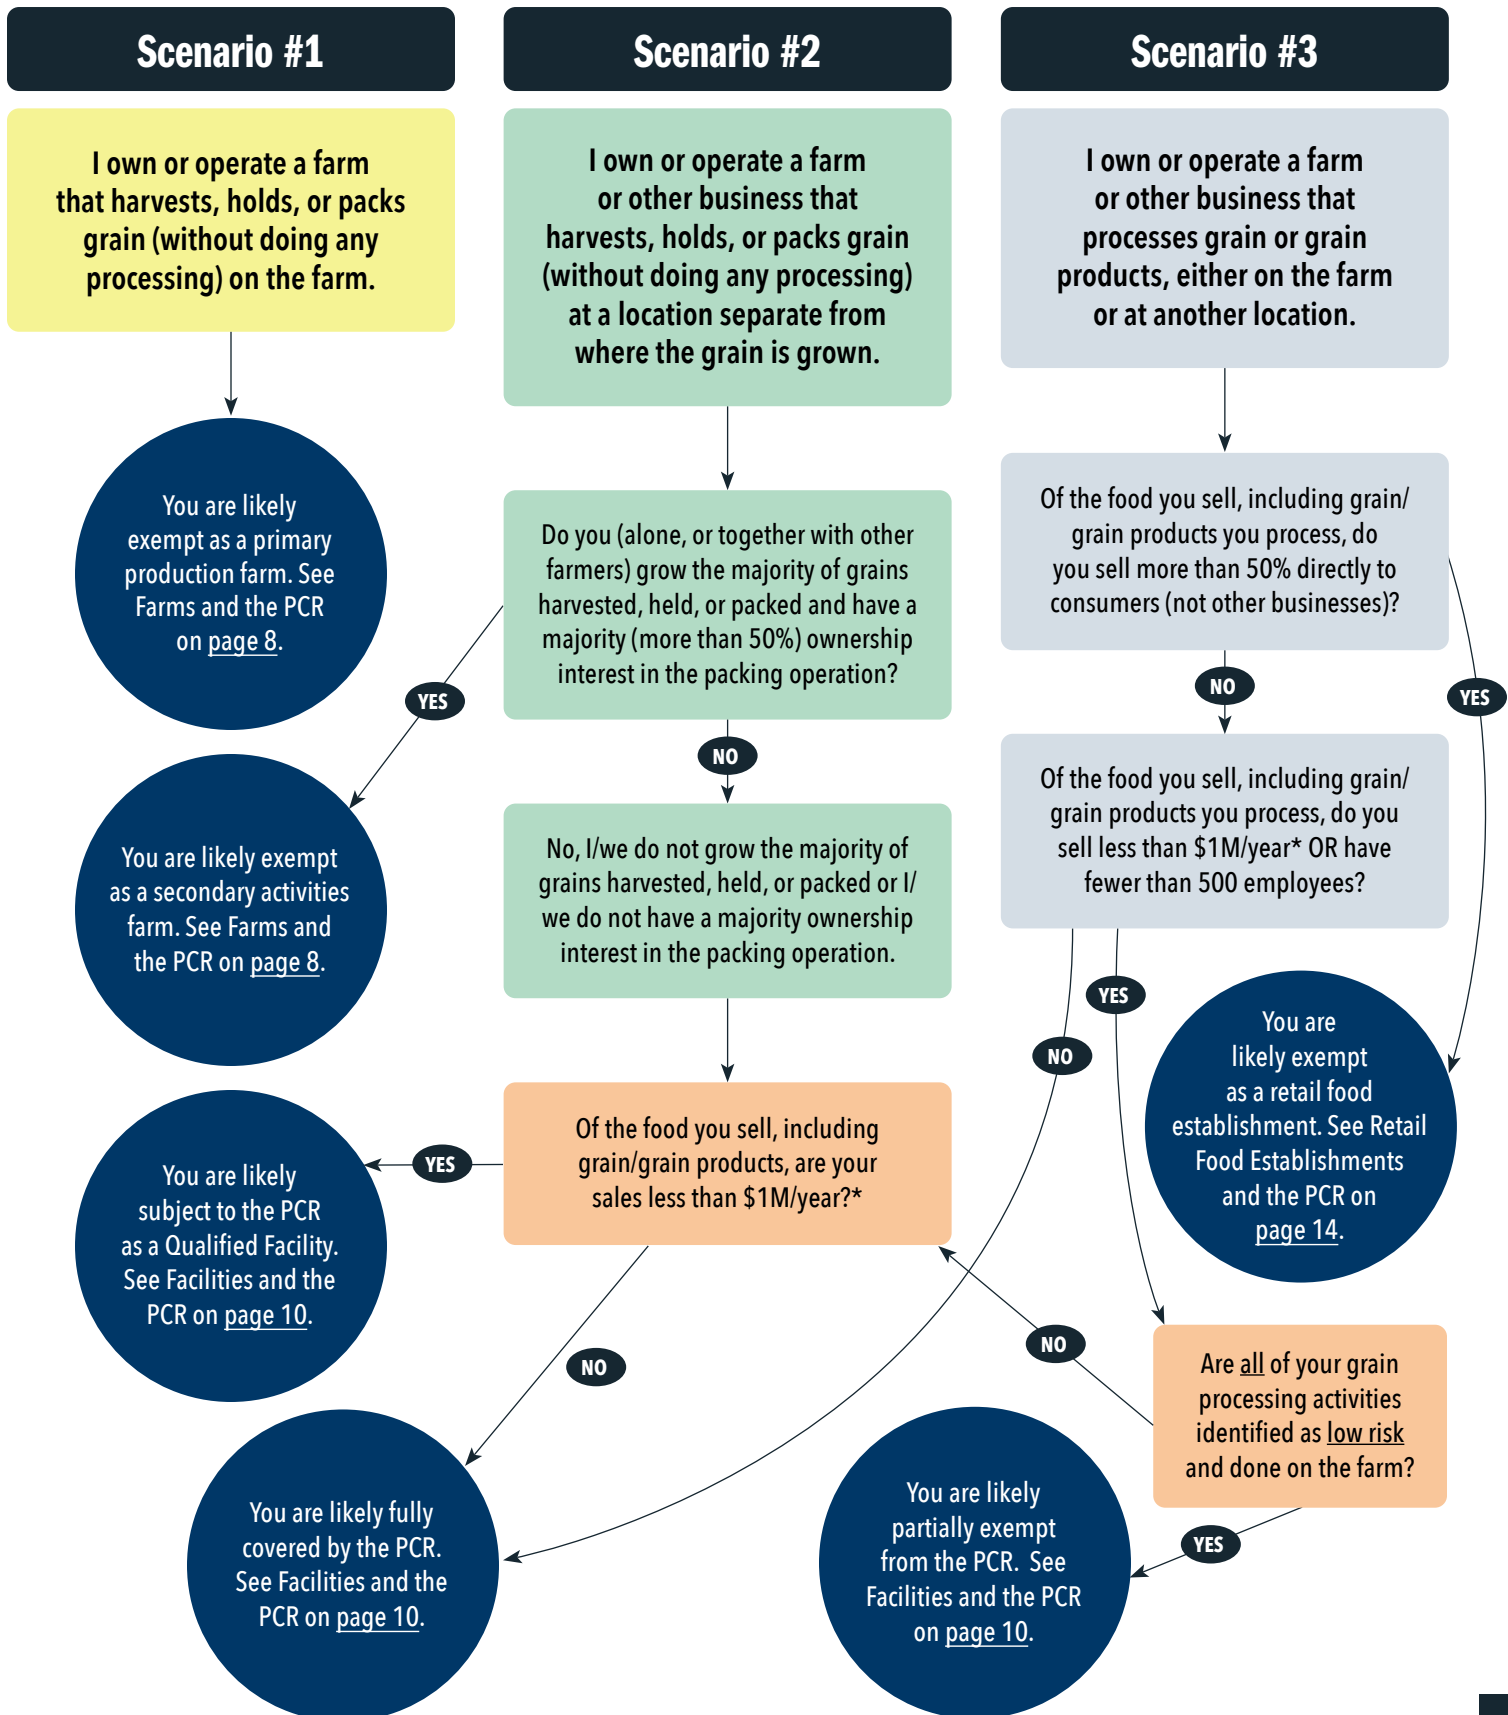 Scenario #1
I own or operate a farm
that harvests, holds, or packs
grain (without doing any
processing) on the farm.
You are likely
exempt as a primary
production farm. See
Farms and the PCR
on page 8.
Scenario #2
I own or operate a farm
or other business that
harvests, holds, or packs grain
(without doing any processing)
at a location separate from
where the grain is grown.
Do you (alone, or together with other
farmers) grow the majority of grains
harvested, held, or packed and have a
majority (more than 50%) ownership
interest in the packing operation?
YES
You are likely exempt
as a secondary activities
farm. See Farms and
the PCR on page 8.
NO
No, I/we do not grow the majority of
grains harvested, held, or packed or I/
we do not have a majority ownership
interest in the packing operation.
Of the food you sell, including
grain/grain products, are your
sales less than $1M/year?*
YES
You are likely
subject to the PCR
as a Qualified Facility.
See Facilities and the
PCR on page 10.
NO
You are likely fully
covered by the PCR.
See Facilities and the
PCR on page 10.
Scenario #3
I own or operate a farm
or other business that
processes grain or grain
products, either on the farm
or at another location.
Of the food you sell, including grain/
grain products you process, do
you sell more than 50% directly to
consumers (not other businesses)?
NO
YES
Of the food you sell, including grain/
grain products you process, do you
sell less than $1M/year* OR have
fewer than 500 employees?
YES
NO
You are
likely exempt
as a retail food
establishment. See Retail
Food Establishments
and the PCR on
page 14.
NO
Are all of your grain
processing activities
identified as low risk
and done on the farm?
YES
You are likely
partially exempt
from the PCR. See
Facilities and the PCR
on page 10.